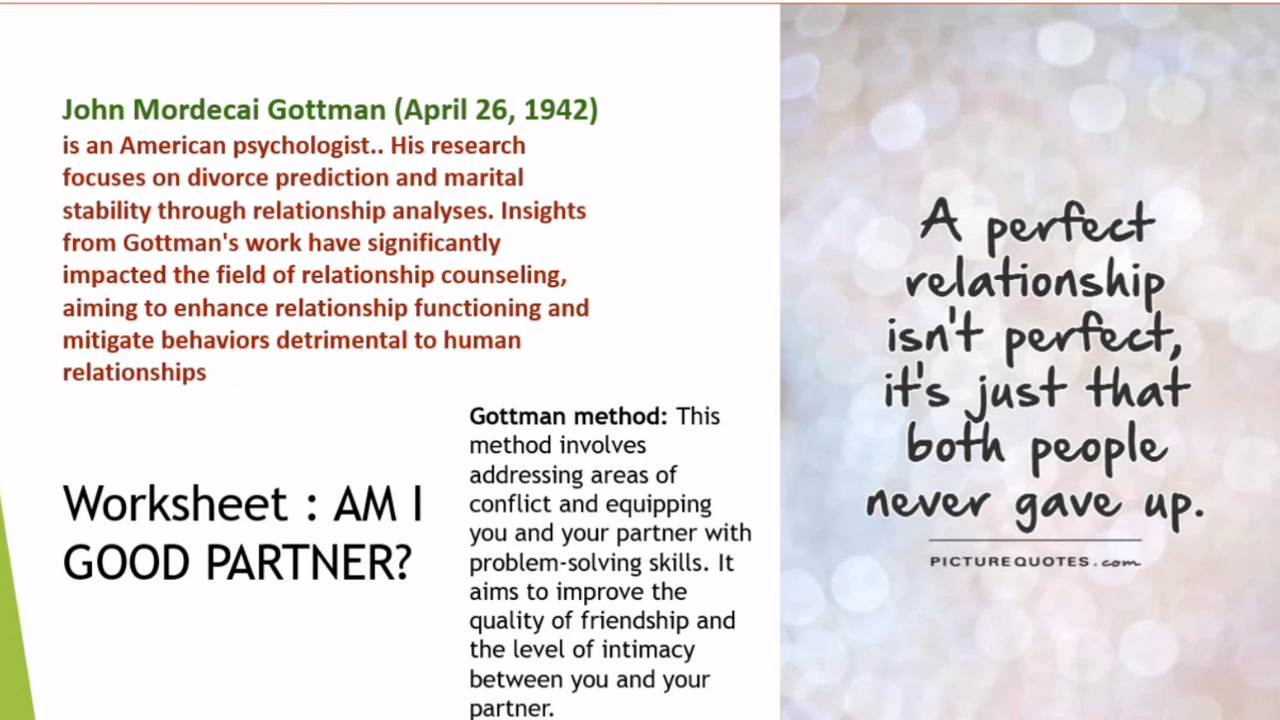 John Mordecai Gottman (April 26, 1942)
is an American psychologist.. His research
focuses on divorce prediction and marital
stability through relationship analyses. Insights
from Gottman's work have significantly
impacted the field of relationship counseling,
aiming to enhance relationship functioning and
mitigate behaviors detrimental to human
relationships
Worksheet : AM I
GOOD PARTNER?
Gottman method: This
method involves
addressing areas of
conflict and equipping
you and your partner with
problem-solving skills. It
aims to improve the
quality of friendship and
the level of intimacy
between you and your
partner.
A perfect
relationship
isn't perfect,
it's just that
both people
never gave up.
PICTUREQUOTES.com